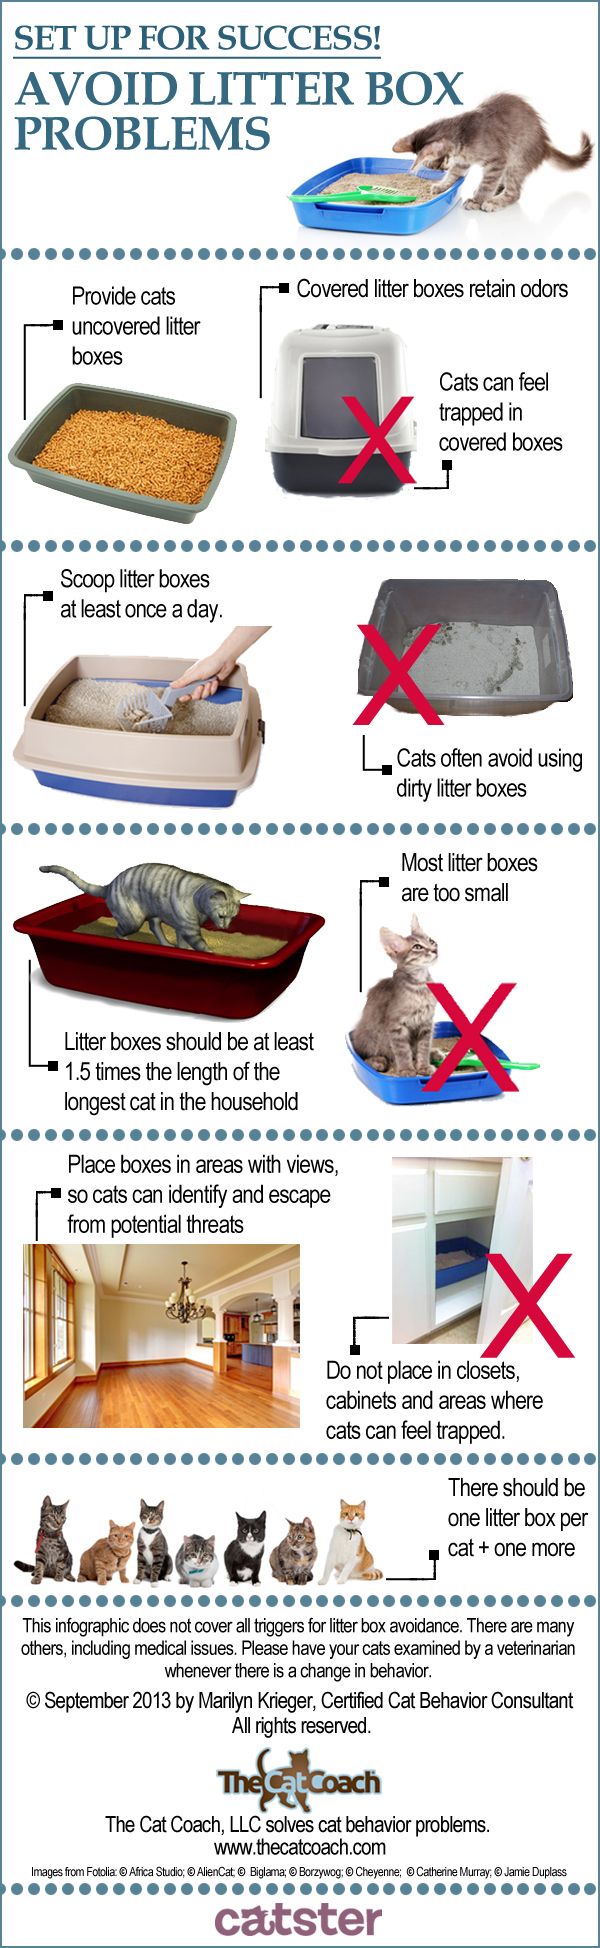 SET UP FOR SUCCESS!
AVOID LITTER BOX
PROBLEMS
Provide cats
uncovered litter
boxes
Covered litter boxes retain odors
Cats can feel
trapped in
covered boxes
Scoop litter boxes
at least once a day.
Cats often avoid using
dirty litter boxes
Most litter boxes
are too small
Litter boxes should be at least
1.5 times the length of the
longest cat in the household
Place boxes in areas with views,
so cats can identify and escape
from potential threats
Do not place in closets,
cabinets and areas where
cats can feel trapped.
There should be
one litter box per
cat + one more
This infographic does not cover all triggers for litter box avoidance. There are many
others, including medical issues. Please have your cats examined by a veterinarian
whenever there is a change in behavior.
© September 2013 by Marilyn Krieger, Certified Cat Behavior Consultant
All rights reserved.
The Cat Coach
The Cat Coach, LLC solves cat behavior problems.
www.thecatcoach.com
Images from Fotolia: © Africa Studio; © AlienCat; © Biglama; © Borzywog; © Cheyenne; © Catherine Murray; © Jamie Duplass
catster